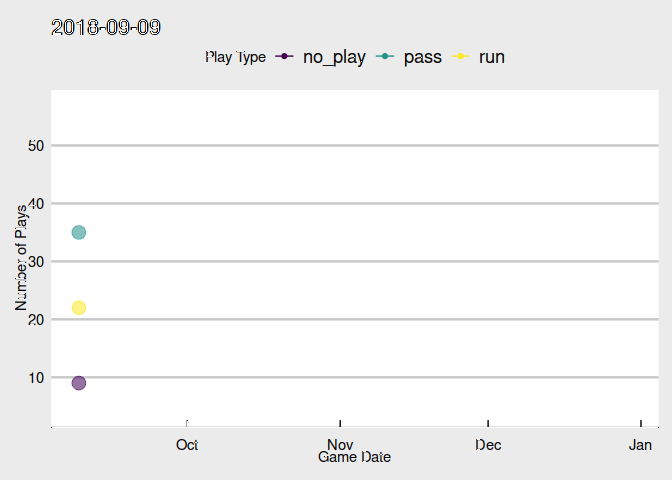 2018-09-09
Play Type no_play pass run
50
40
30
20
10
Number of Plays
Oct Nov Dec Jan
Game Date